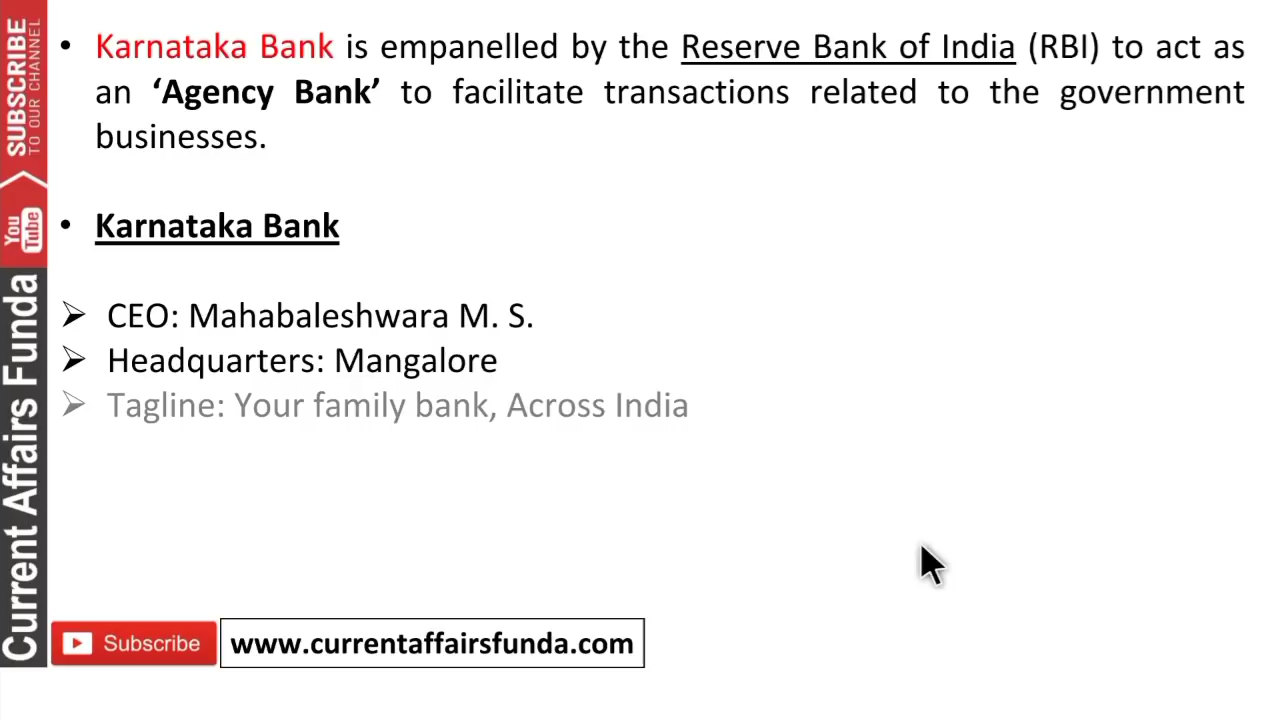 • Karnataka Bank is empanelled by the Reserve Bank of India (RBI) to act as
an ‘Agency Bank’ to facilitate transactions related to the government
businesses.
• Karnataka Bank
➢ CEO: Mahabaleshwara M. S.
➢ Headquarters: Mangalore
➢ Tagline: Your family bank, Across India
SUBSCRIBE
TO OUR CHANNEL
You
Tube
Current Affairs Funda
Subscribe
www.currentaffairsfunda.com